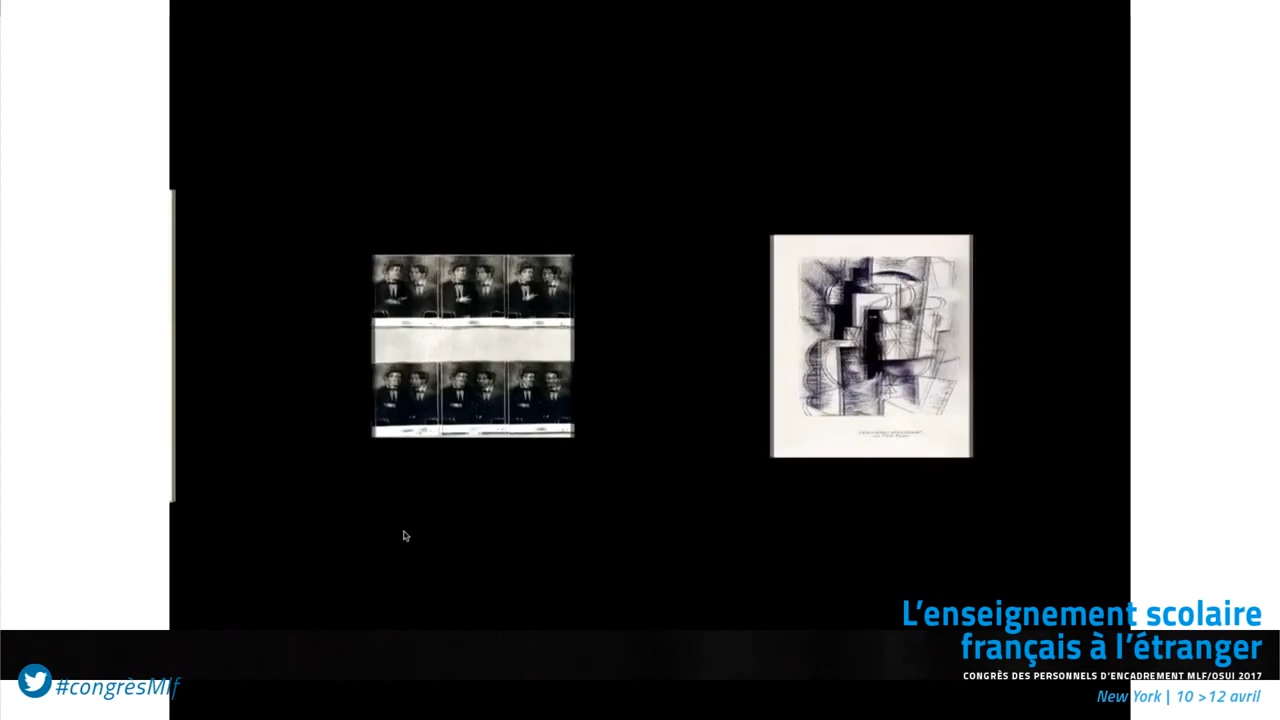 L'enseignement scolaire
français à l'étranger
CONGRÈS DES PERSONNELS D'ENCADREMENT MLF/OSUI 2017
New York | 10 > 12 avril
#congrèsMlf